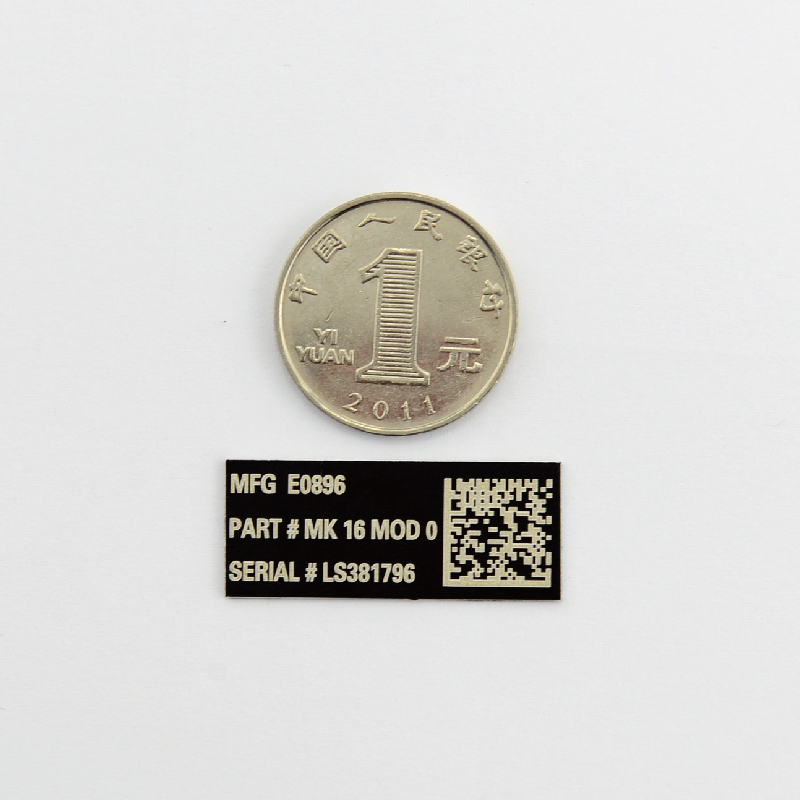 中国人民银行
1
YI
YUAN
元
2011
MFG E0896
PART # MK 16 MOD 0
SERIAL # LS381796